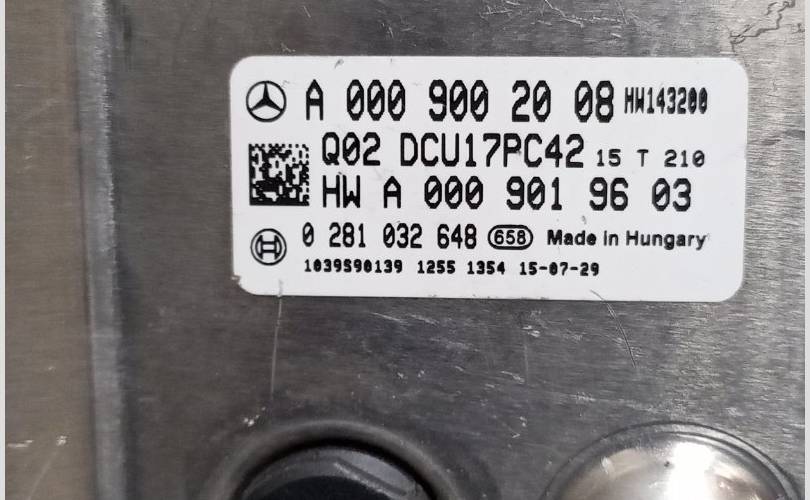 A 000 900 20 08 HW143200
Q02 DCU17PC42 15 T 210
HW A 000 901 96 03
0 281 032 648 658 Made in Hungary
1039S90139 1255 1354 15-07-29